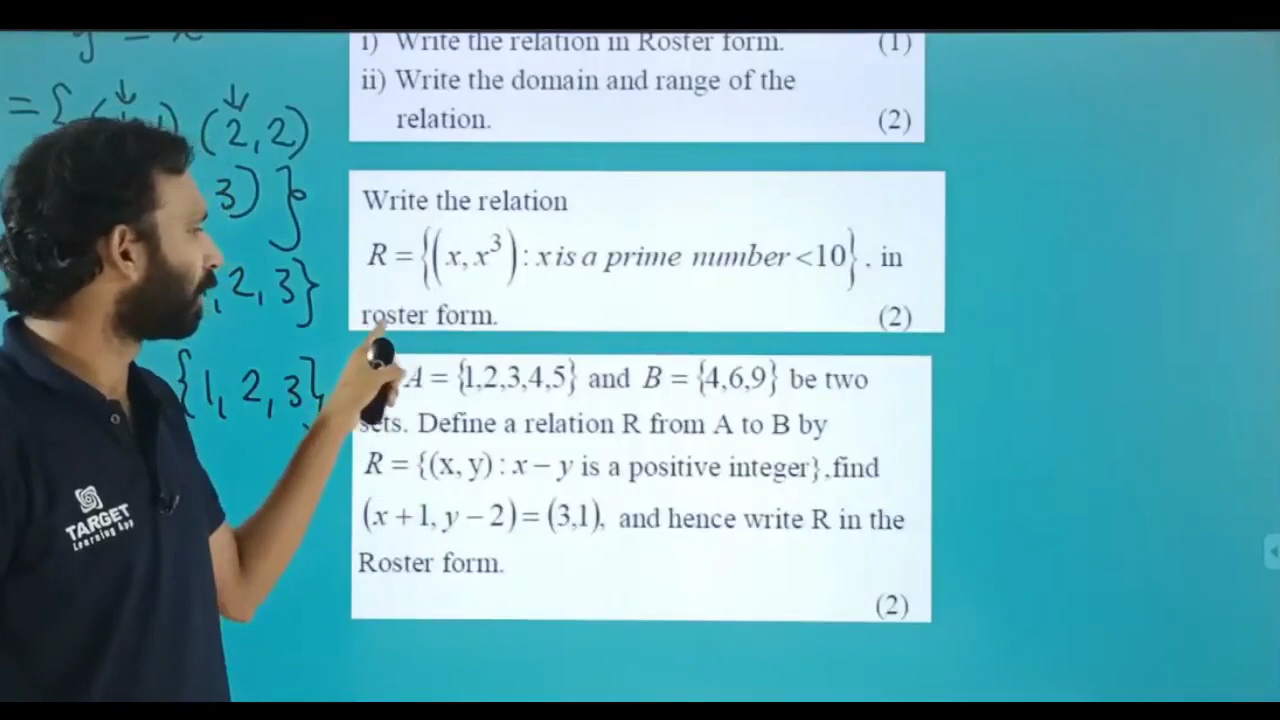 i) Write the relation in Roster form. (1)
ii) Write the domain and range of the
relation. (2)
= { (2,2)
3) }
, 2, 3}
{1, 2, 3}
Write the relation
R = {(x, x³) : x is a prime number <10} , in
roster form. (2)
A = {1,2,3,4,5} and B = {4,6,9} be two
sets. Define a relation R from A to B by
R = {(x, y) : x – y is a positive integer},find
(x + 1, y – 2) = (3,1), and hence write R in the
Roster form.
(2)
TARGET
Learning App